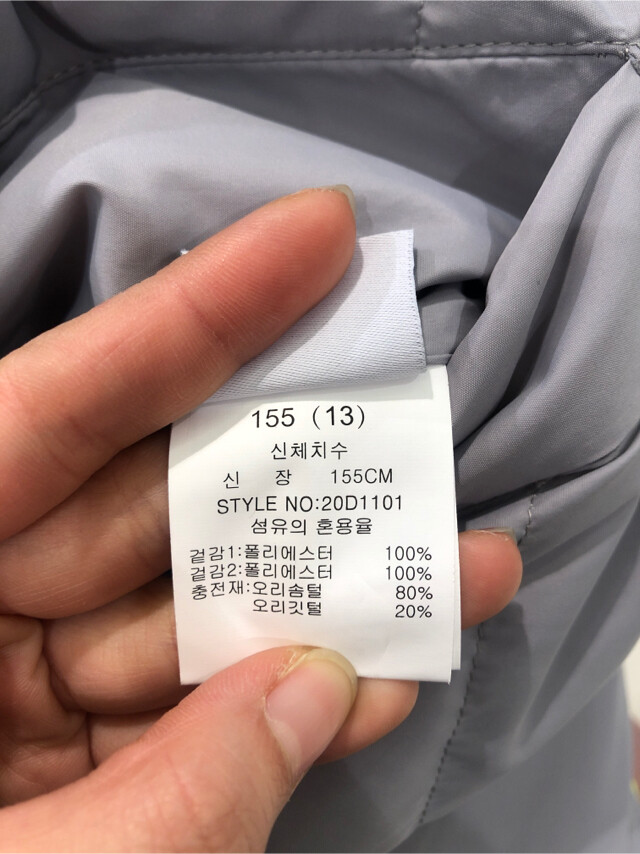 155 (13)
신체치수
신 장 155CM
STYLE NO:20D1101
섬유의 혼용율
겉감1:폴리에스터 100%
겉감2:폴리에스터 100%
충전재:오리솜털 80%
오리깃털 20%